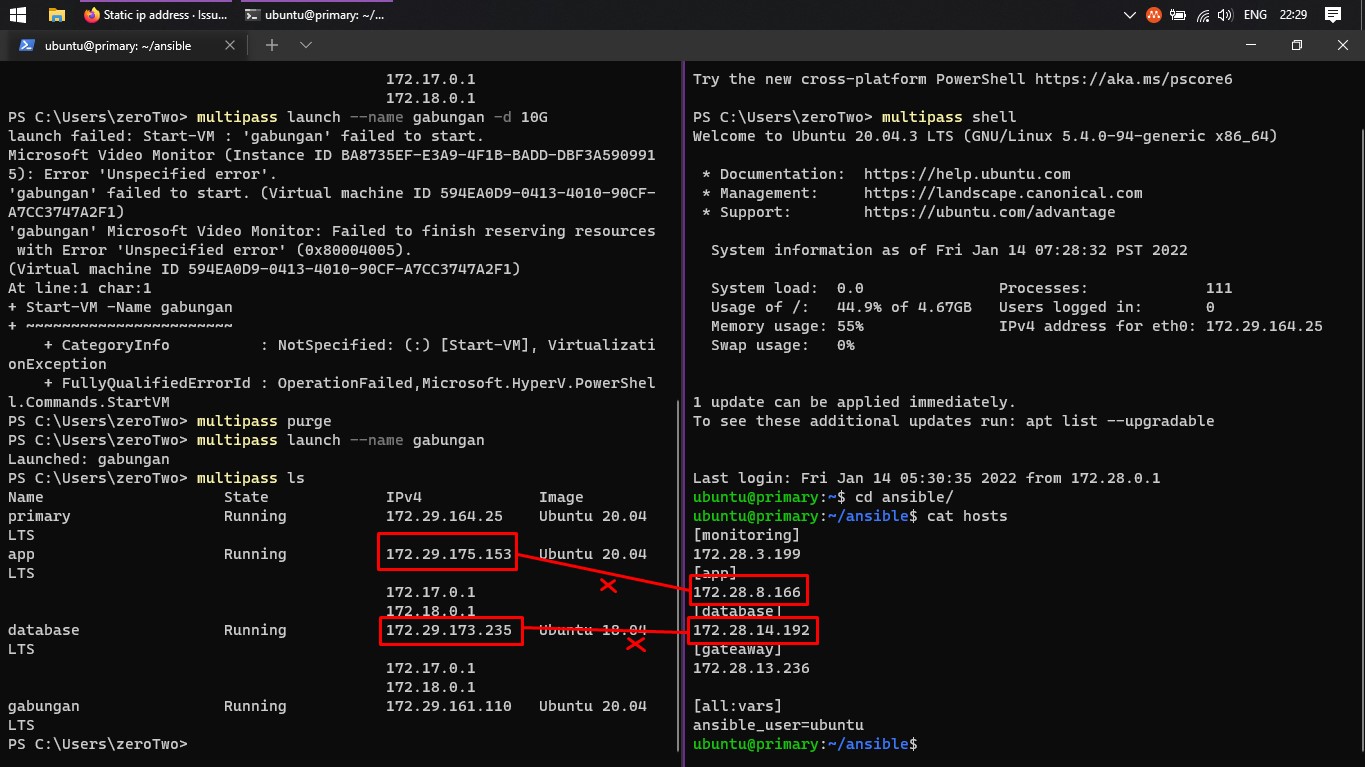 Static ip address · Issu...
ubuntu@primary: ~/...
ENG
22:29
ubuntu@primary: ~/ansible
172.17.0.1
172.18.0.1
PS C:\Users\zeroTwo> multipass launch --name gabungan -d 10G
launch failed: Start-VM : 'gabungan' failed to start.
Microsoft Video Monitor (Instance ID BA8735EF-E3A9-4F1B-BADD-DBF3A590991
5): Error 'Unspecified error'.
'gabungan' failed to start. (Virtual machine ID 594EA0D9-0413-4010-90CF-
A7CC3747A2F1)
'gabungan' Microsoft Video Monitor: Failed to finish reserving resources
with Error 'Unspecified error' (0x80004005).
(Virtual machine ID 594EA0D9-0413-4010-90CF-A7CC3747A2F1)
At line:1 char:1
+ Start-VM -Name gabungan
+ ~~~~~~~~~~~~~~~~~~~~~~~
+ CategoryInfo : NotSpecified: (:) [Start-VM], Virtualizati
onException
+ FullyQualifiedErrorId : OperationFailed,Microsoft.HyperV.PowerShel
l.Commands.StartVM
PS C:\Users\zeroTwo> multipass purge
PS C:\Users\zeroTwo> multipass launch --name gabungan
Launched: gabungan
PS C:\Users\zeroTwo> multipass ls
Name State IPv4 Image
primary Running 172.29.164.25 Ubuntu 20.04
LTS
app Running 172.29.175.153 Ubuntu 20.04
LTS
172.17.0.1
172.18.0.1
database Running 172.29.173.235 Ubuntu 18.04
LTS
172.17.0.1
172.18.0.1
gabungan Running 172.29.161.110 Ubuntu 20.04
LTS
PS C:\Users\zeroTwo>
Try the new cross-platform PowerShell https://aka.ms/pscore6
PS C:\Users\zeroTwo> multipass shell
Welcome to Ubuntu 20.04.3 LTS (GNU/Linux 5.4.0-94-generic x86_64)
* Documentation: https://help.ubuntu.com
* Management: https://landscape.canonical.com
* Support: https://ubuntu.com/advantage
System information as of Fri Jan 14 07:28:32 PST 2022
System load: 0.0 Processes: 111
Usage of /: 44.9% of 4.67GB Users logged in: 0
Memory usage: 55% IPv4 address for eth0: 172.29.164.25
Swap usage: 0%
1 update can be applied immediately.
To see these additional updates run: apt list --upgradable
Last login: Fri Jan 14 05:30:35 2022 from 172.28.0.1
ubuntu@primary:~$ cd ansible/
ubuntu@primary:~/ansible$ cat hosts
[monitoring]
172.28.3.199
[app]
172.28.8.166
[database]
172.28.14.192
[gateaway]
172.28.13.236
[all:vars]
ansible_user=ubuntu
ubuntu@primary:~/ansible$